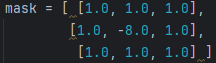 mask = [ [1.0, 1.0, 1.0],
[1.0, -8.0, 1.0],
[1.0, 1.0, 1.0] ]